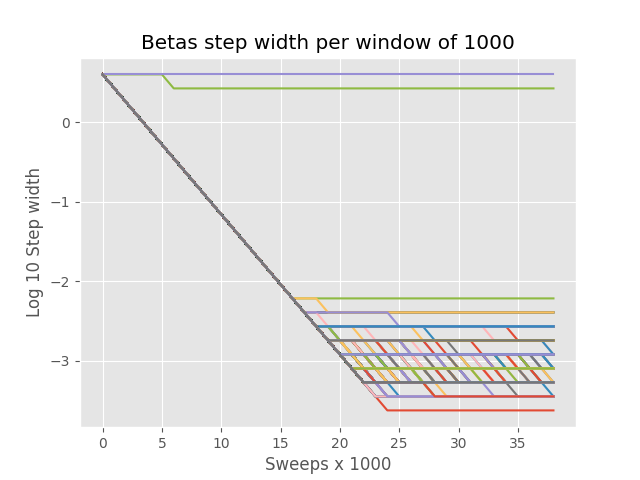 Betas step width per window of 1000
Log 10 Step width
0
−1
−2
−3
0 5 10 15 20 25 30 35
Sweeps x 1000